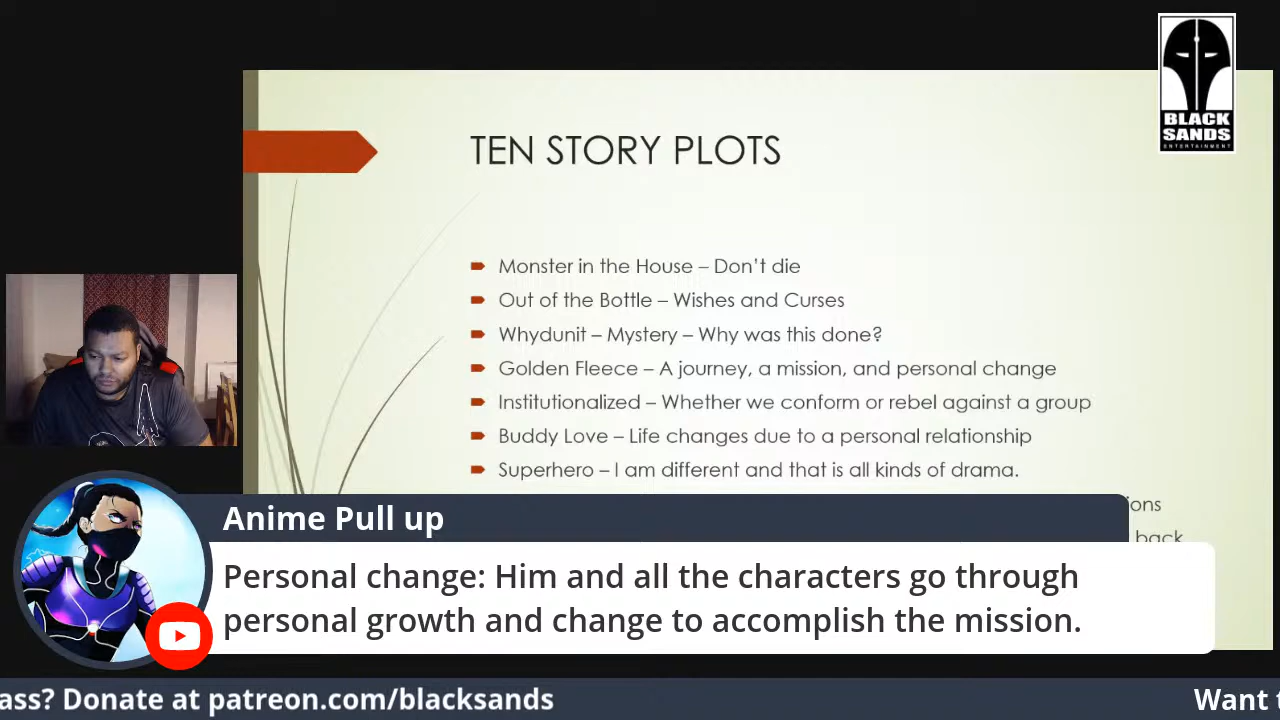 BLACK
SANDS
ENTERTAINMENT
TEN STORY PLOTS
Monster in the House – Don't die
Out of the Bottle – Wishes and Curses
Whydunit – Mystery – Why was this done?
Golden Fleece – A journey, a mission, and personal change
Institutionalized – Whether we conform or rebel against a group
Buddy Love – Life changes due to a personal relationship
Superhero – I am different and that is all kinds of drama.
ions
back
Anime Pull up
Personal change: Him and all the characters go through
personal growth and change to accomplish the mission.
ass? Donate at patreon.com/blacksands
Want t